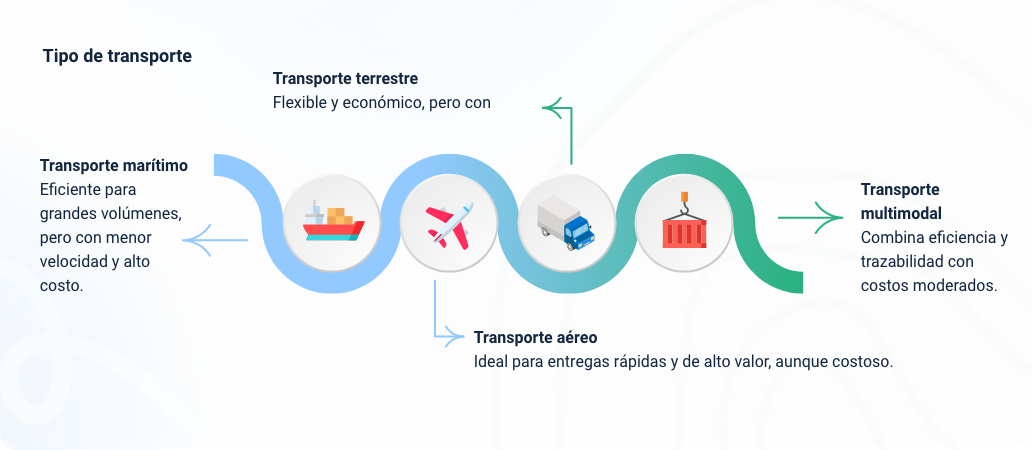 Tipo de transporte
Transporte terrestre
Flexible y económico, pero con
Transporte marítimo
Eficiente para
grandes volúmenes,
pero con menor
velocidad y alto
costo.
Transporte
multimodal
Combina eficiencia y
trazabilidad con
costos moderados.
Transporte aéreo
Ideal para entregas rápidas y de alto valor, aunque costoso.